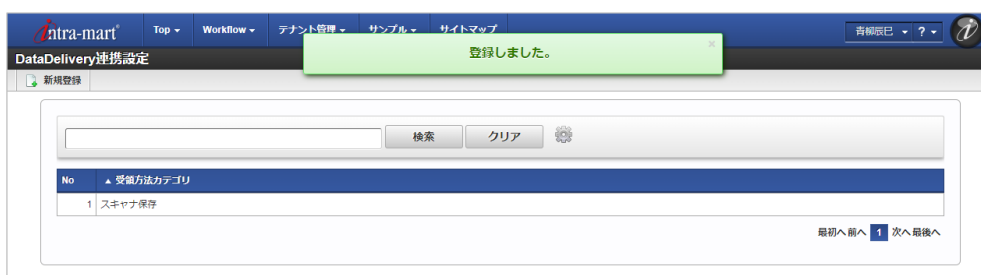 intra-mart® Top Workflow テナント管理 サンプル サイトマップ 青柳辰巳 ?
登録しました。 ×
DataDelivery連携設定
新規登録
検索 クリア
No ▲ 受領方法カテゴリ
1 スキャナ保存
最初へ 前へ 1 次へ 最後へ